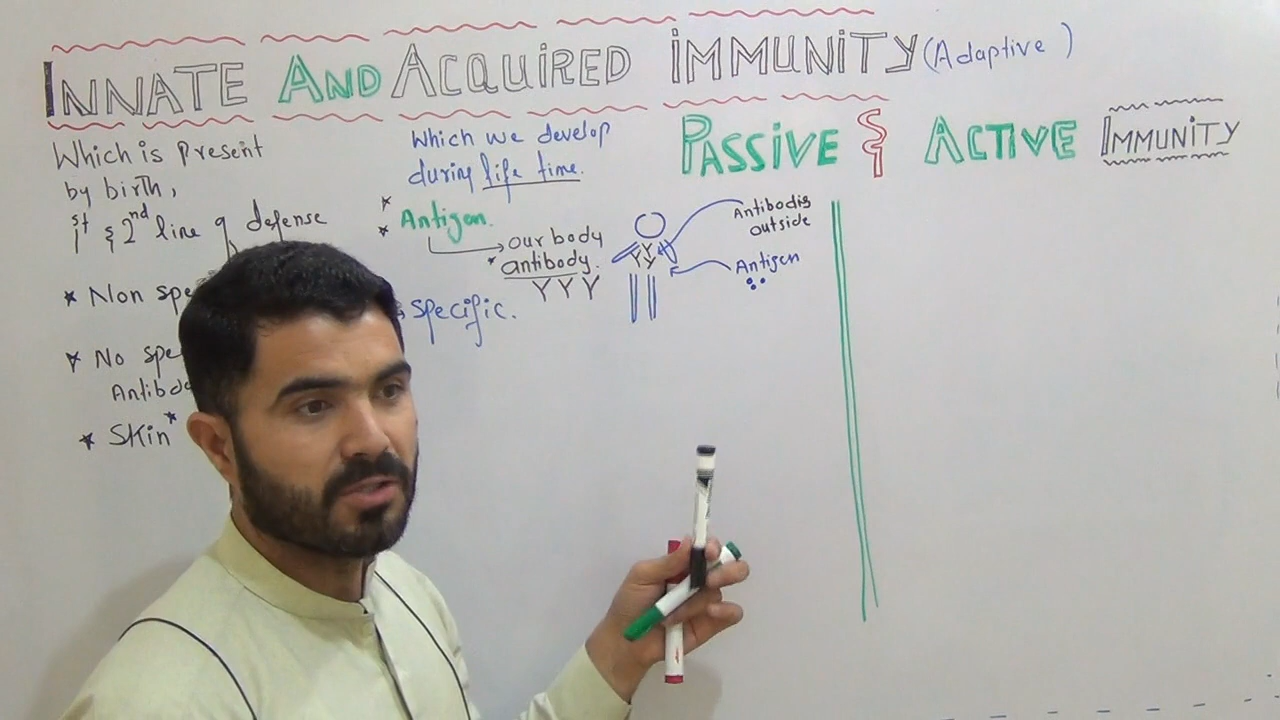 INNATE AND ACQUIRED IMMUNITY (Adaptive)
PASSIVE & ACTIVE IMMUNITY
Which is present
by birth,
1st & 2nd line of defense
* Non spe
* No spe
Antibo
* Skin*
Which we develop
during life time.
* Antigen.
* our body
* antibody.
Y Y Y
Specific.
Antibodies
outside
Antigen